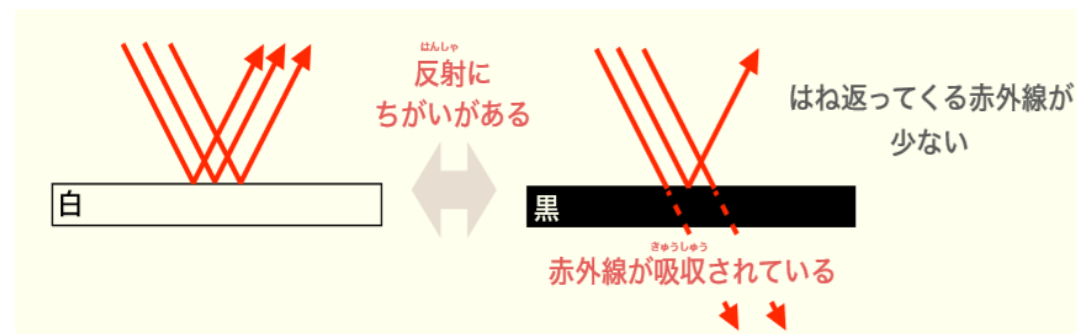 はんしゃ
反射に
ちがいがある
はね返ってくる赤外線が
少ない
白
黒
きゅうしゅう
赤外線が吸収されている